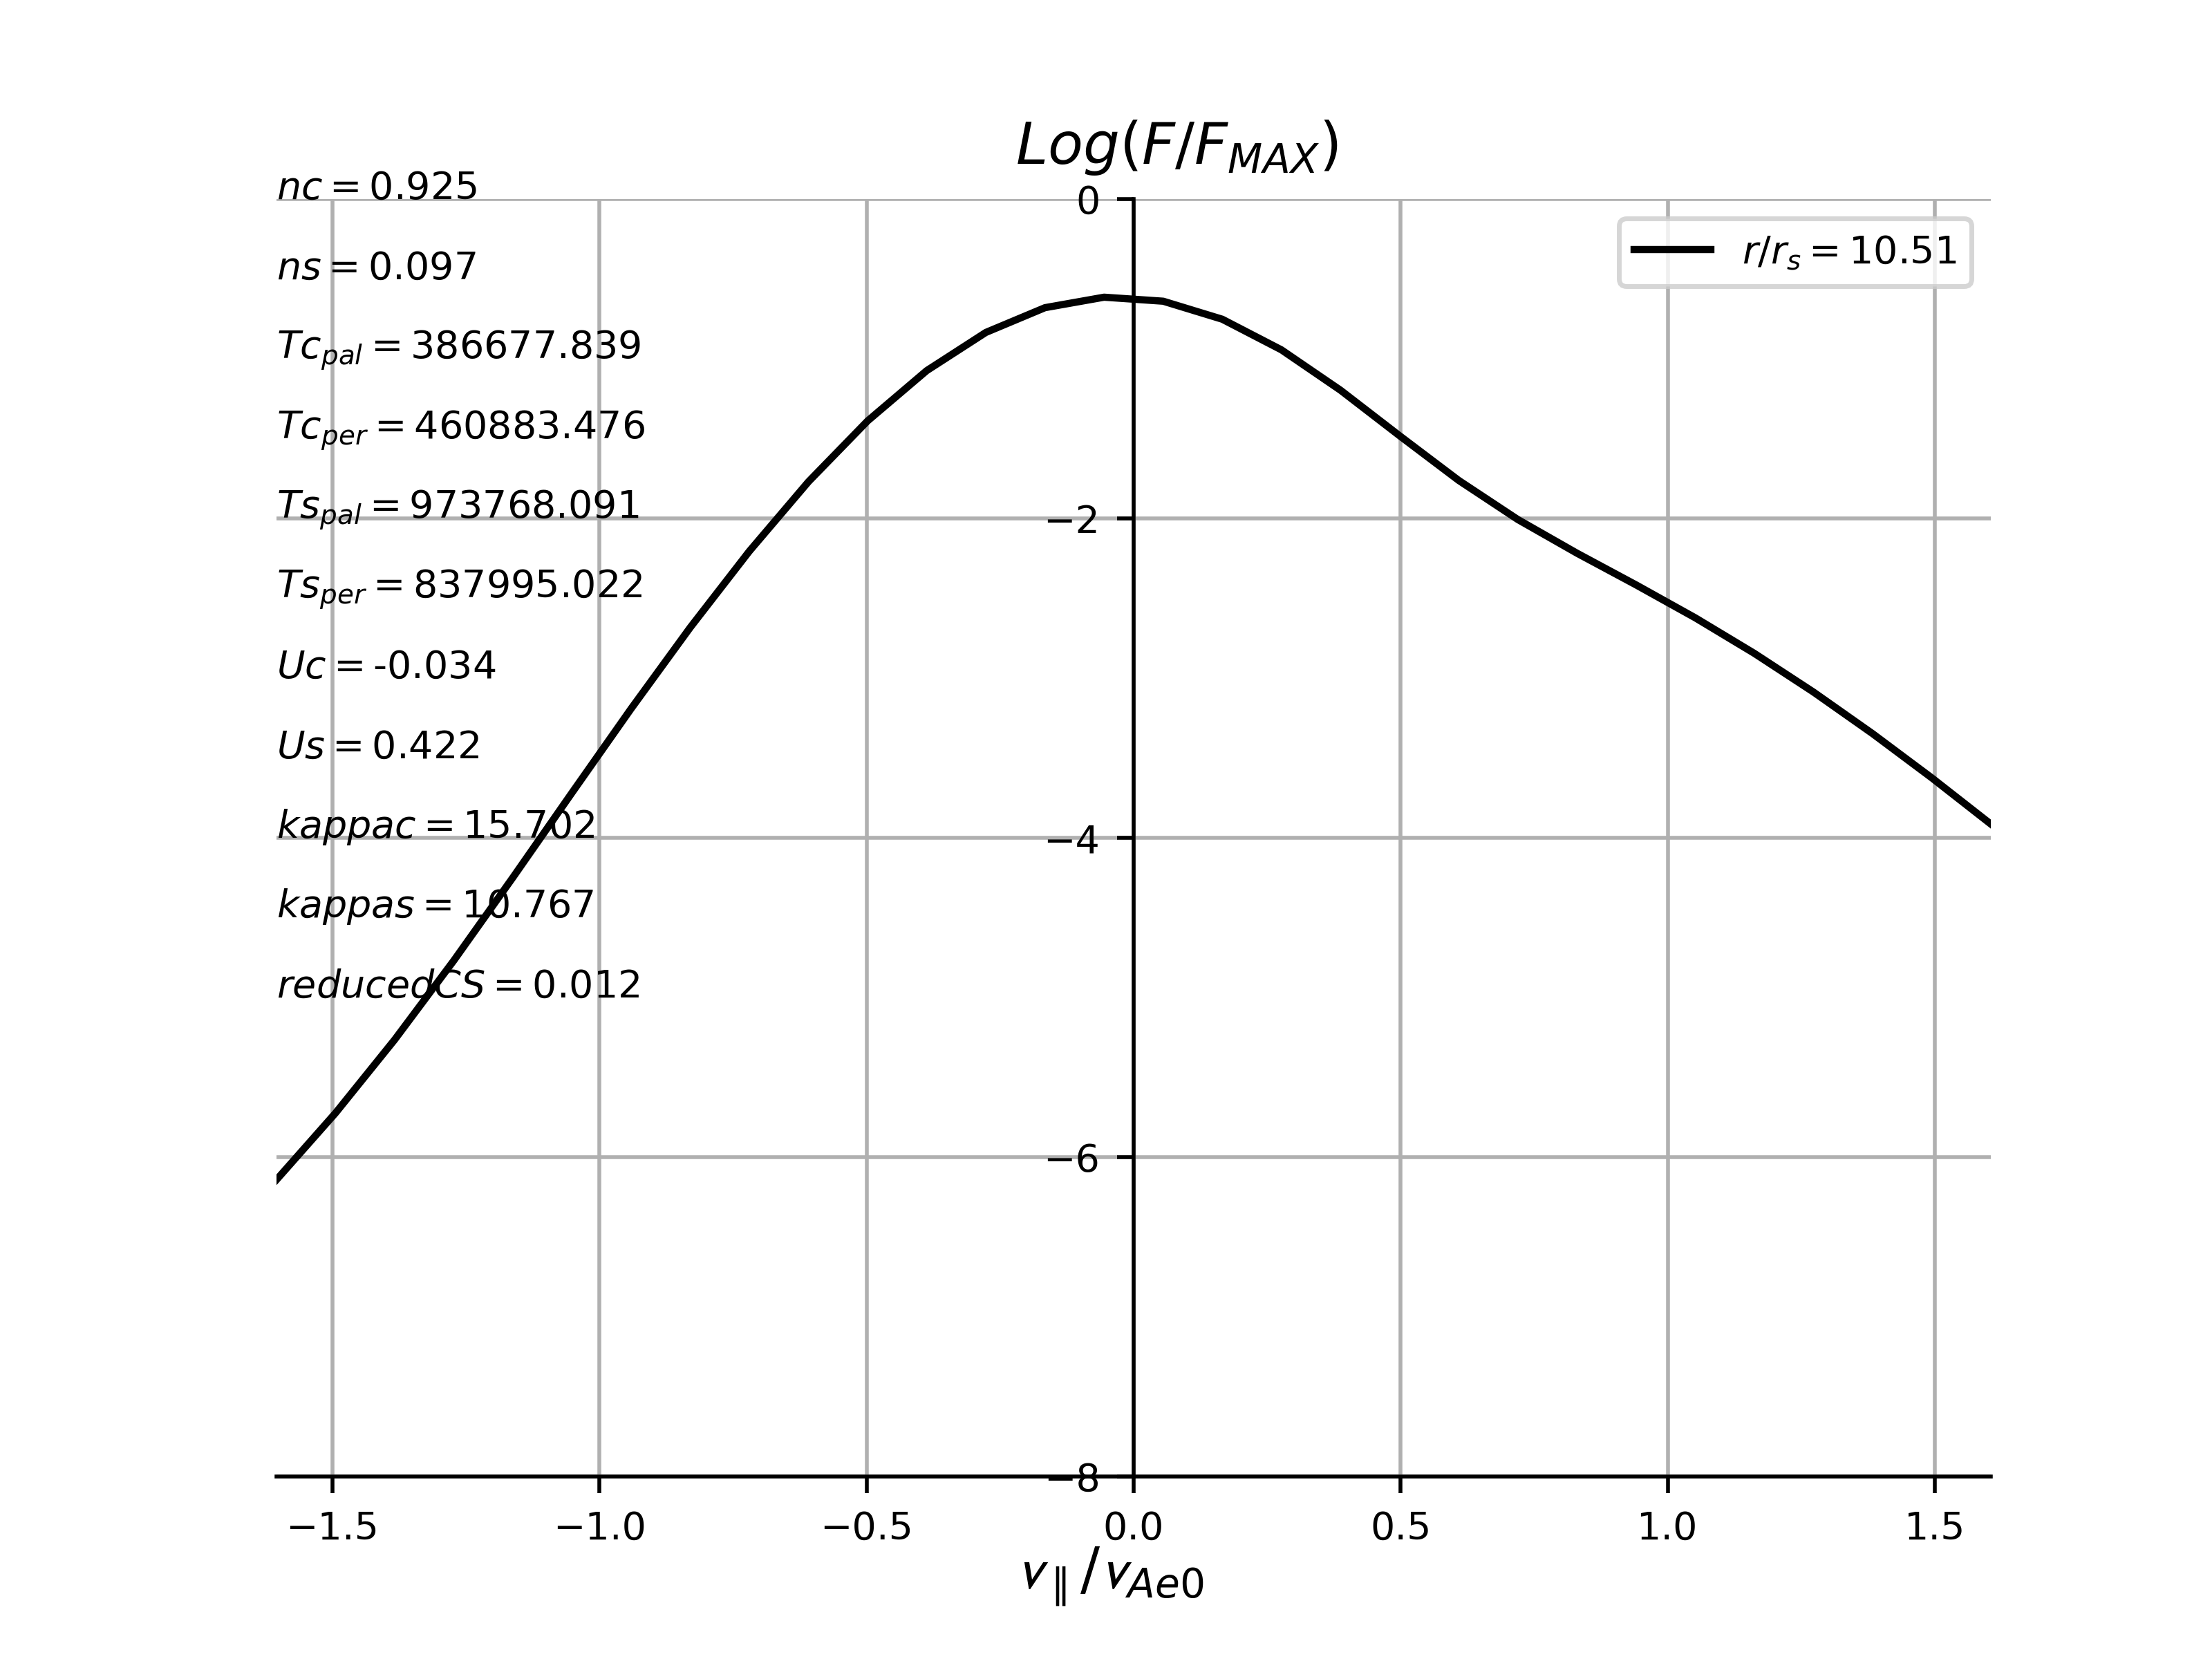 Log(F/F_MAX)
nc = 0.925
0
r/r_s = 10.51
ns = 0.097
Tc_pal = 386677.839
Tc_per = 460883.476
Ts_pal = 973768.091
−2
Ts_per = 837995.022
Uc = -0.034
Us = 0.422
kappac = 15.702
−4
kappas = 10.767
reducedCS = 0.012
−6
−8
−1.5 −1.0 −0.5 0.0 0.5 1.0 1.5
v_∥/v_Ae0